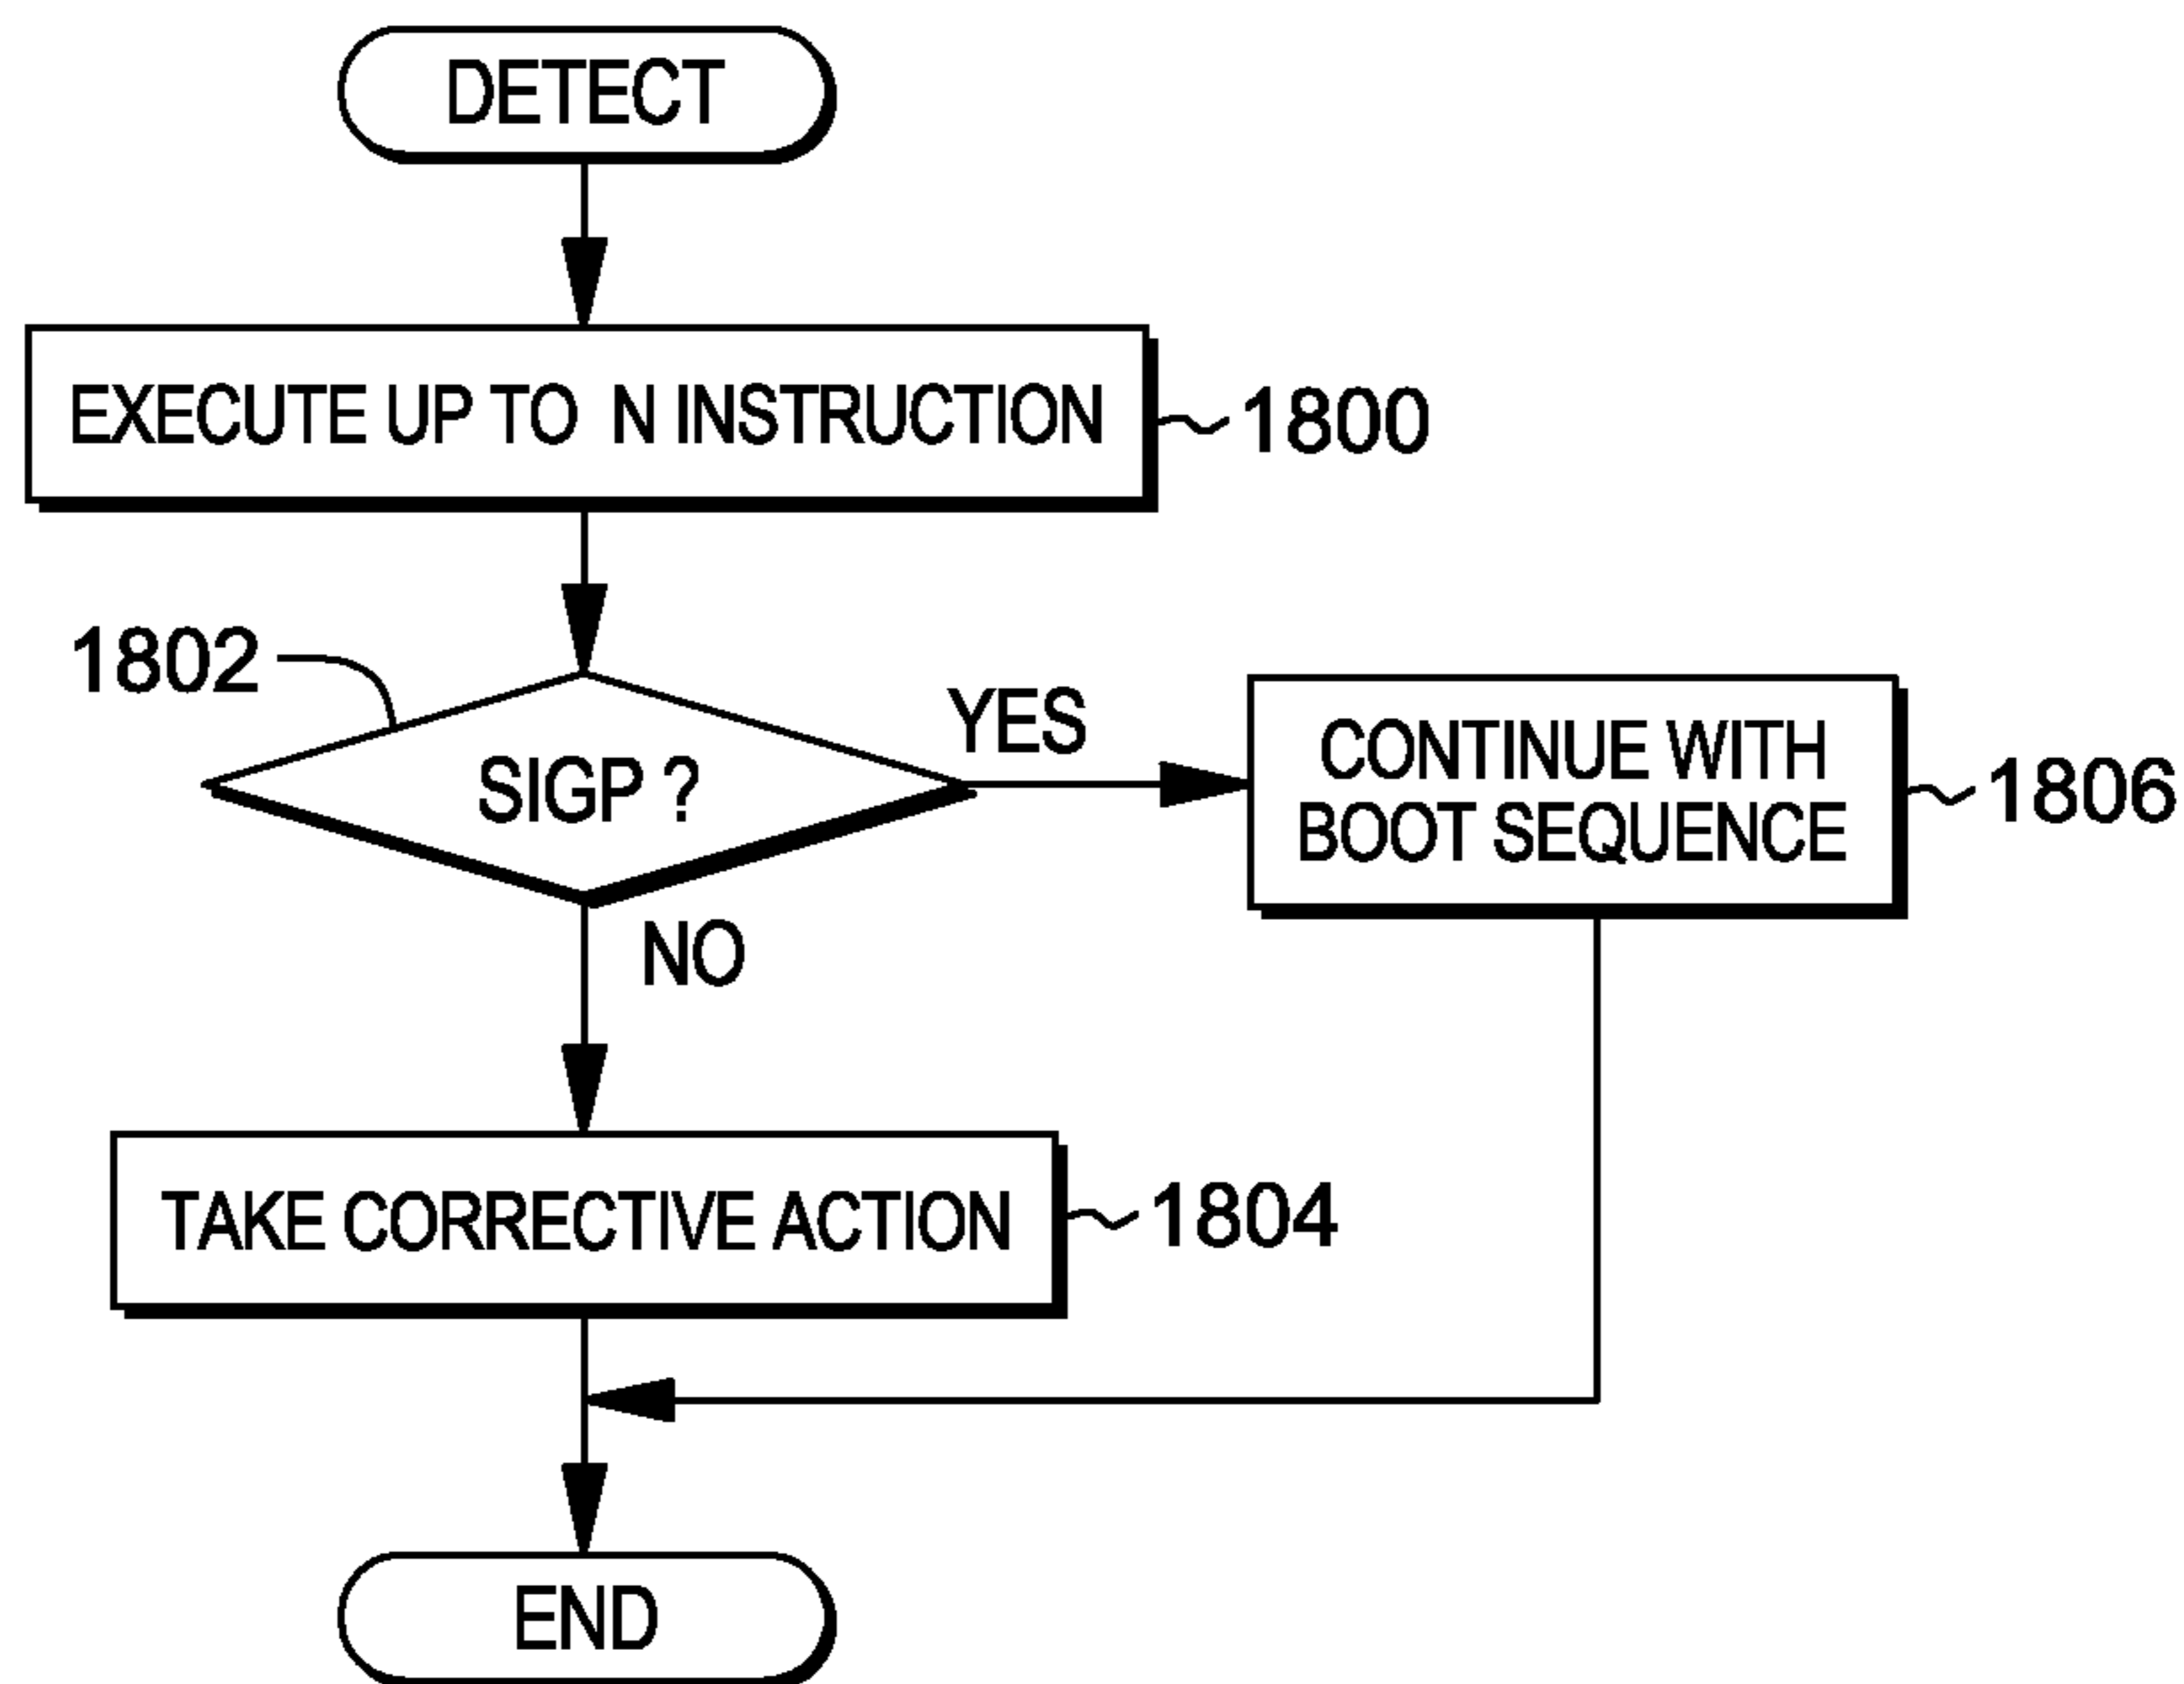 DETECT
EXECUTE UP TO N INSTRUCTION
1800
1802
SIGP ?
YES
CONTINUE WITH
BOOT SEQUENCE
1806
NO
TAKE CORRECTIVE ACTION
1804
END